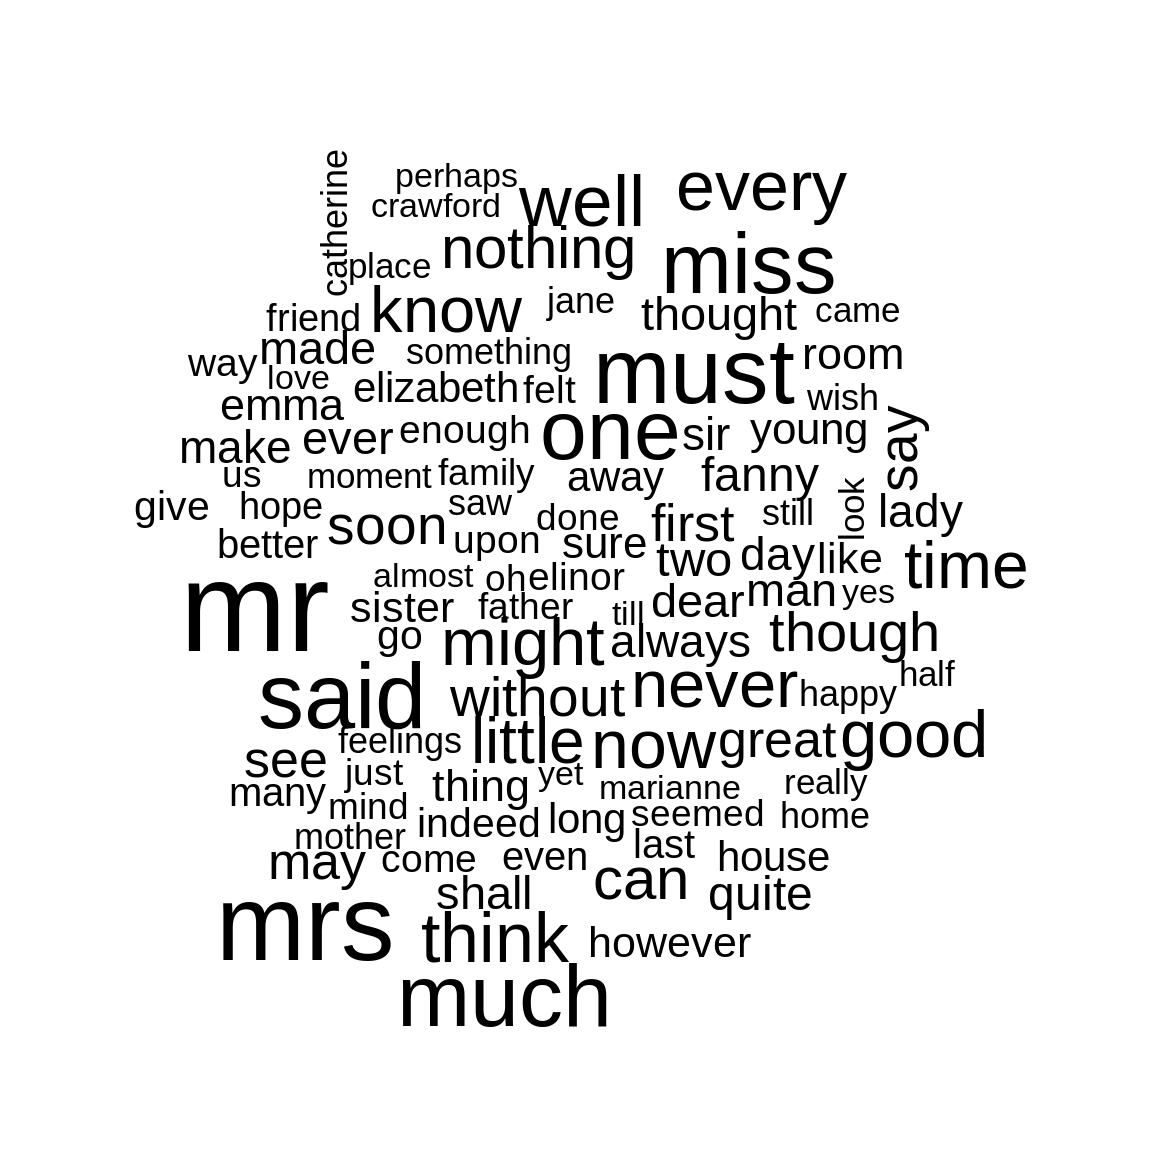 catherine
perhaps
crawford
well
every
nothing
place
miss
know
jane
thought
came
friend
made
something
must
room
way
love
elizabeth
felt
wish
emma
one
sir
young
say
make
ever
enough
us
moment
family
away
fanny
look
give
hope
saw
done
first
still
lady
soon
better
upon
sure
two
day
like
time
mr
almost
oh
elinor
dear
man
yes
sister
father
till
go
might
always
though
said
without
never
happy
half
see
feelings
little
now
great
good
just
thing
yet
marianne
really
many
mind
indeed
long
seemed
home
mother
may
come
even
last
house
can
quite
shall
mrs
think
however
much